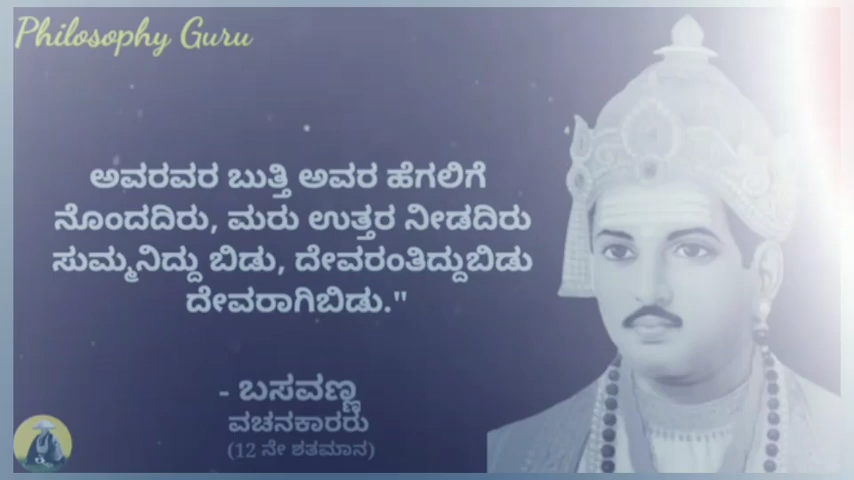 Philosophy Guru
ಅವರವರ ಬುತ್ತಿ ಅವರ ಹೆಗಲಿಗೆ
ನೊಂದದಿರು, ಮರು ಉತ್ತರ ನೀಡದಿರು
ಸುಮ್ಮನಿದ್ದು ಬಿಡು, ದೇವರಂತಿದ್ದುಬಿಡು
ದೇವರಾಗಿಬಿಡು."
- ಬಸವಣ್ಣ
ವಚನಕಾರರು
(12 ನೇ ಶತಮಾನ)